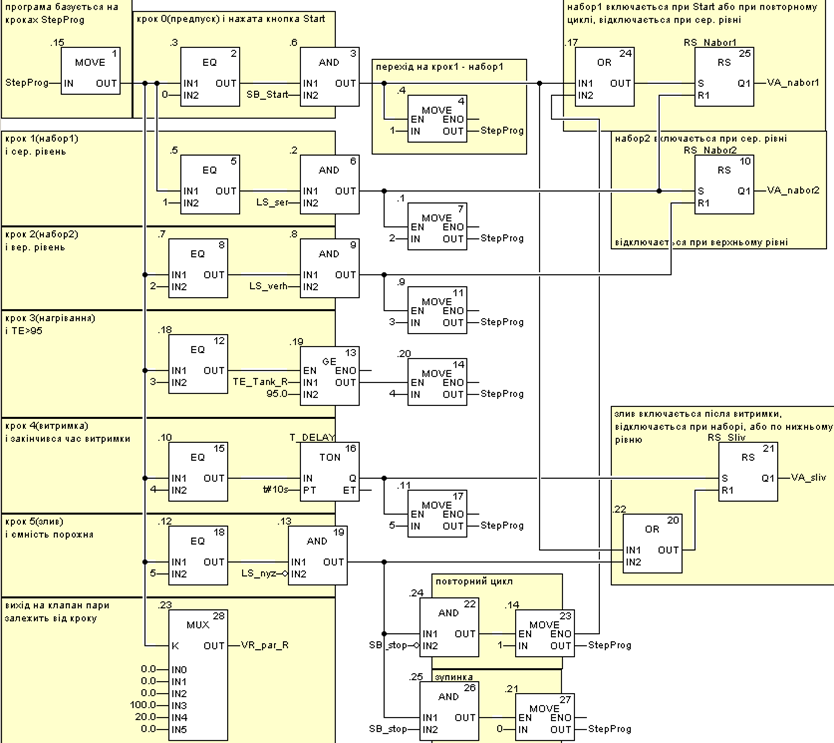 програма базується на
кроках StepProg
.15
MOVE
1
StepProg
IN
OUT
крок 0(предпуск) і нажата кнопка Start
.3
EQ
2
IN1
OUT
0
IN2
.6
AND
3
IN1
OUT
SB_Start
IN2
перехід на крок1 - набор1
.4
MOVE
4
EN
ENO
1
IN
OUT
StepProg
набор1 включається при Start або при повторному
циклі, відключається при сер. рівні
.17
OR
24
IN1
OUT
IN2
RS_Nabor1
RS
25
S
Q1
VA_nabor1
R1
крок 1(набор1)
і сер. рівень
.5
EQ
5
IN1
OUT
1
IN2
.2
AND
6
IN1
OUT
LS_ser
IN2
.1
MOVE
7
EN
ENO
2
IN
OUT
StepProg
набор2 включається при сер. рівні
RS_Nabor2
RS
10
S
Q1
VA_nabor2
R1
відключається при верхньому рівні
крок 2(набор2)
і вер. рівень
.7
EQ
8
IN1
OUT
2
IN2
.8
AND
9
IN1
OUT
LS_verh
IN2
.9
MOVE
11
EN
ENO
3
IN
OUT
StepProg
крок 3(нагрівання)
і TE>95
.18
EQ
12
IN1
OUT
3
IN2
.19
GE
13
EN
ENO
TE_Tank_R
IN1
OUT
95.0
IN2
.20
MOVE
14
EN
ENO
4
IN
OUT
StepProg
крок 4(витримка)
і закінчився час витримки
.10
EQ
15
IN1
OUT
4
IN2
T_DELAY
TON
16
IN
Q
t#10s
PT
ET
.11
MOVE
17
EN
ENO
5
IN
OUT
StepProg
злив включається після витримки,
відключається при наборі, або по нижньому
рівню
RS_Sliv
RS
21
S
Q1
VA_sliv
R1
.22
OR
20
IN1
OUT
IN2
крок 5(злив)
і ємність порожня
.12
EQ
18
IN1
OUT
5
IN2
.13
AND
19
IN1
OUT
LS_nyz
IN2
вихід на клапан пари
залежить від кроку
.23
MUX
28
K
OUT
VR_par_R
0.0
IN0
0.0
IN1
0.0
IN2
100.0
IN3
20.0
IN4
0.0
IN5
повторний цикл
.24
AND
22
IN1
OUT
SB_stop
IN2
.14
MOVE
23
EN
ENO
1
IN
OUT
StepProg
зупинка
.25
AND
26
IN1
OUT
SB_stop
IN2
.21
MOVE
27
EN
ENO
0
IN
OUT
StepProg